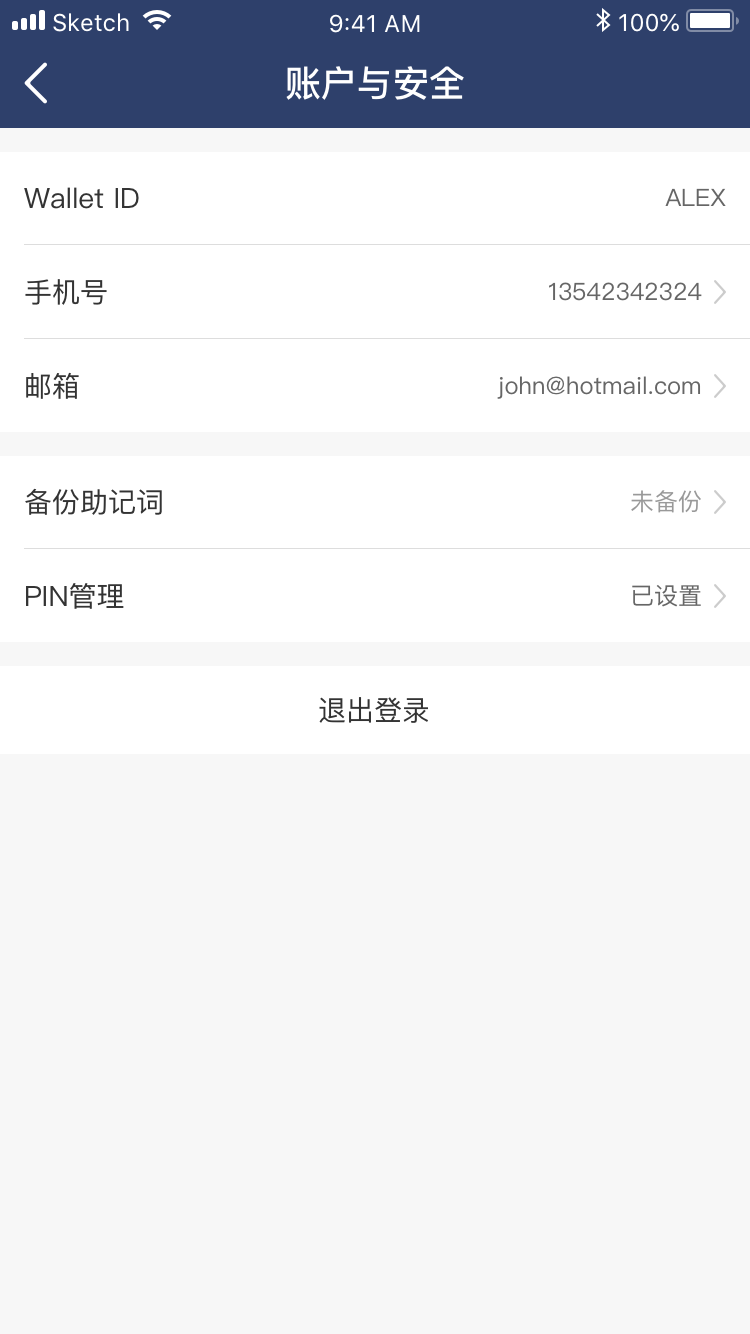 Sketch 9:41 AM 100%
账户与安全
Wallet ID ALEX
手机号 13542342324
邮箱 john@hotmail.com
备份助记词 未备份
PIN管理 已设置
退出登录